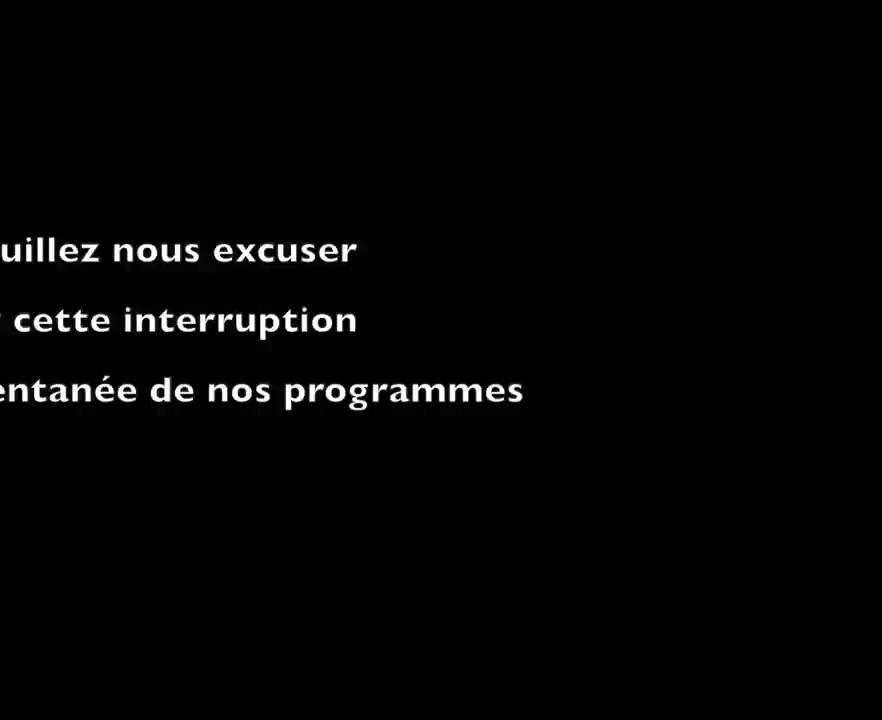 uillez nous excuser
cette interruption
entanée de nos programmes